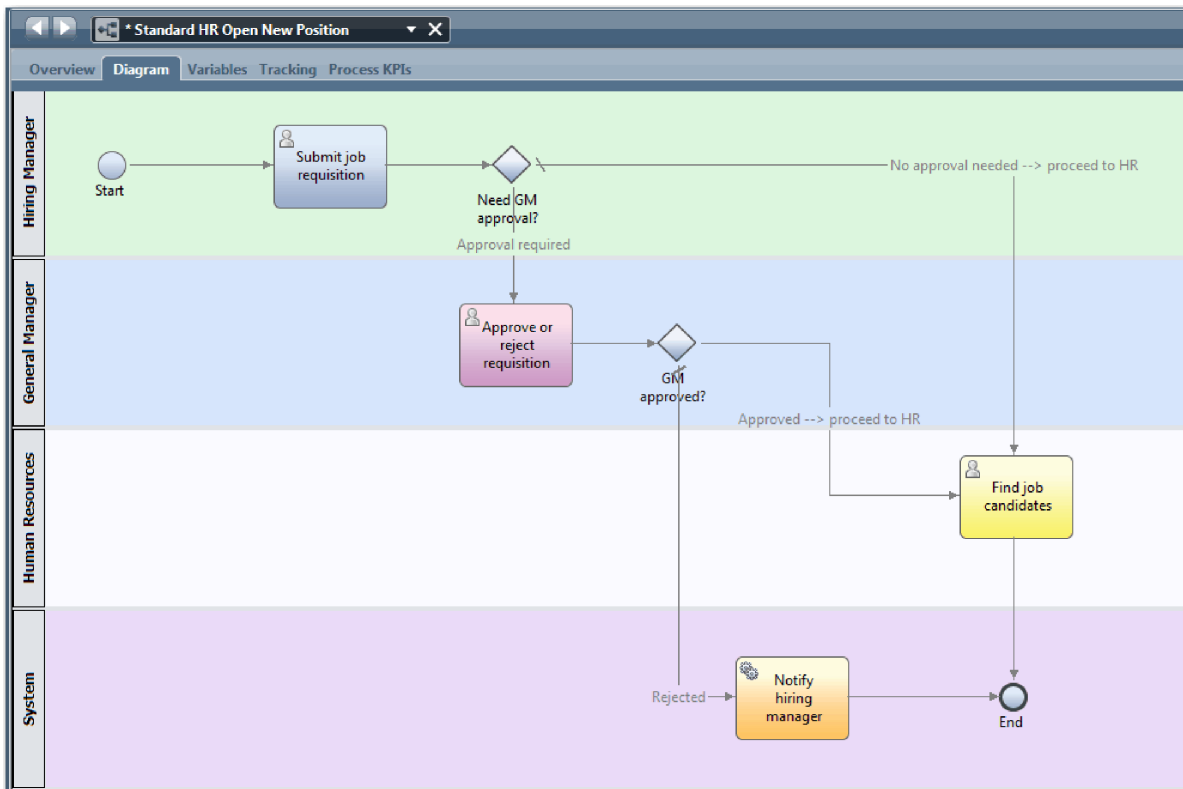 * Standard HR Open New Position
Overview
Diagram
Variables
Tracking
Process KPIs
Hiring Manager
Start
Submit job
requisition
Need GM
approval?
No approval needed --> proceed to HR
Approval required
General Manager
Approve or
reject
requisition
GM
approved?
Approved --> proceed to HR
Human Resources
Find job
candidates
System
Rejected
Notify
hiring
manager
End